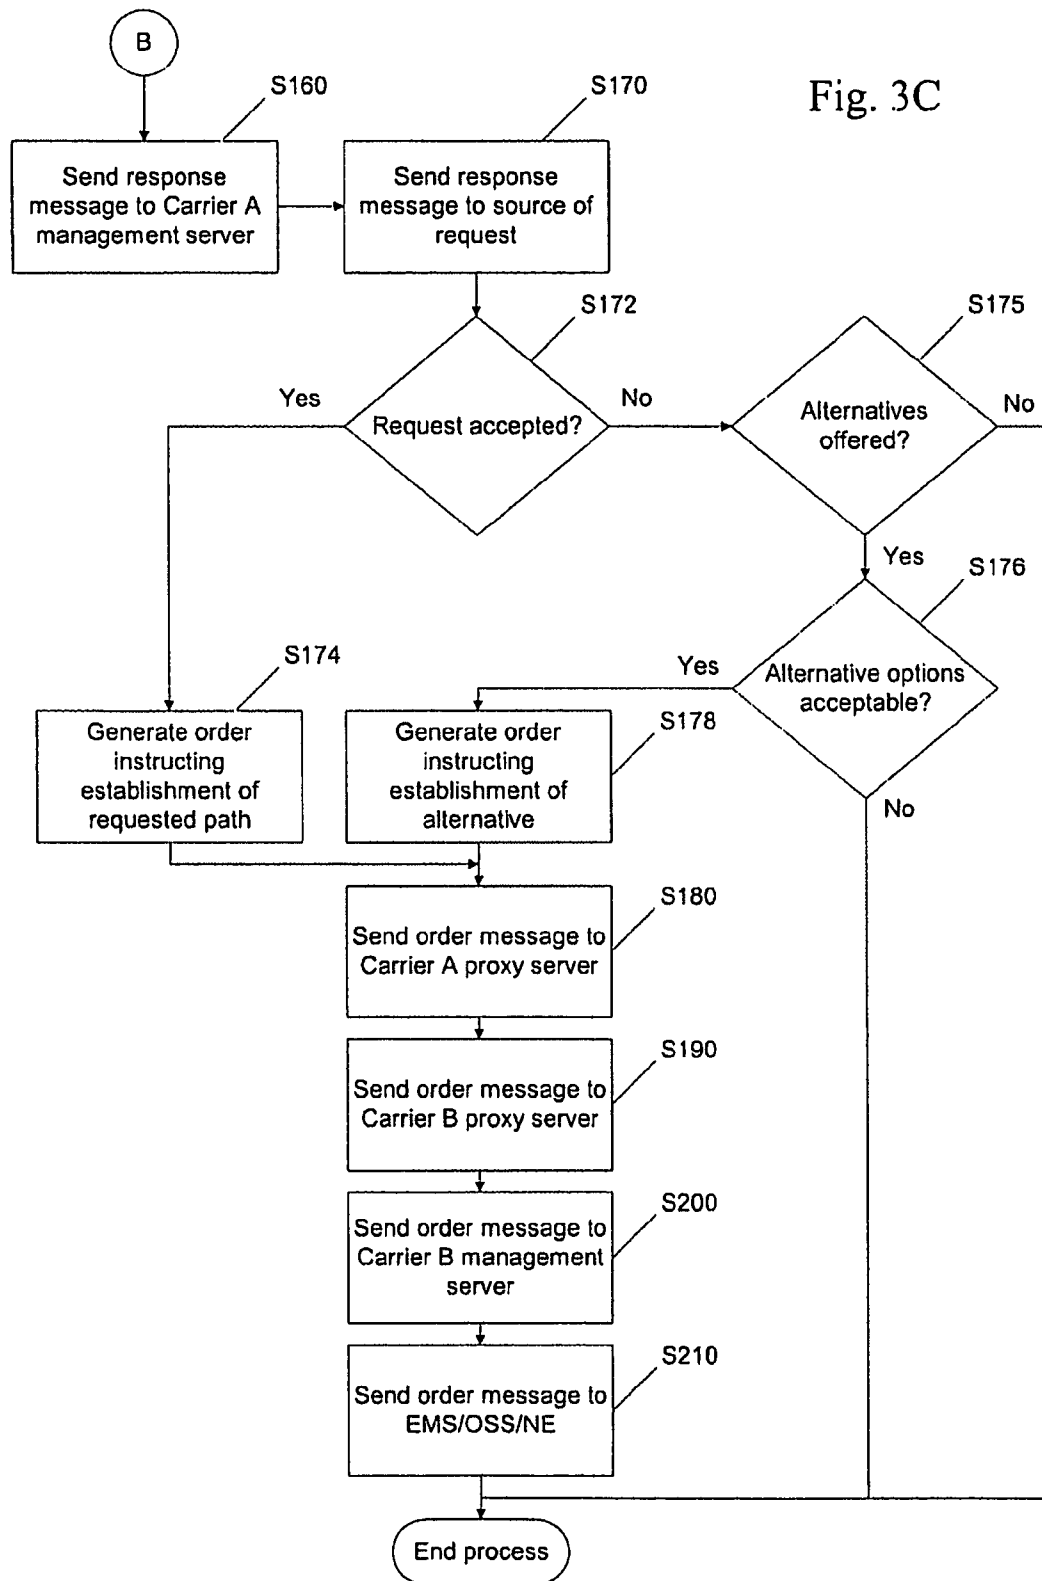 B
S160
S170
Fig. 3C
Send response
message to Carrier A
management server
Send response
message to source of
request
S172
S175
Yes
Request accepted?
No
Alternatives
offered?
No
Yes
S176
S174
Yes
Alternative options
acceptable?
Generate order
instructing
establishment of
requested path
Generate order
instructing
establishment of
alternative
S178
No
S180
Send order message to
Carrier A proxy server
S190
Send order message to
Carrier B proxy server
S200
Send order message to
Carrier B management
server
S210
Send order message to
EMS/OSS/NE
End process